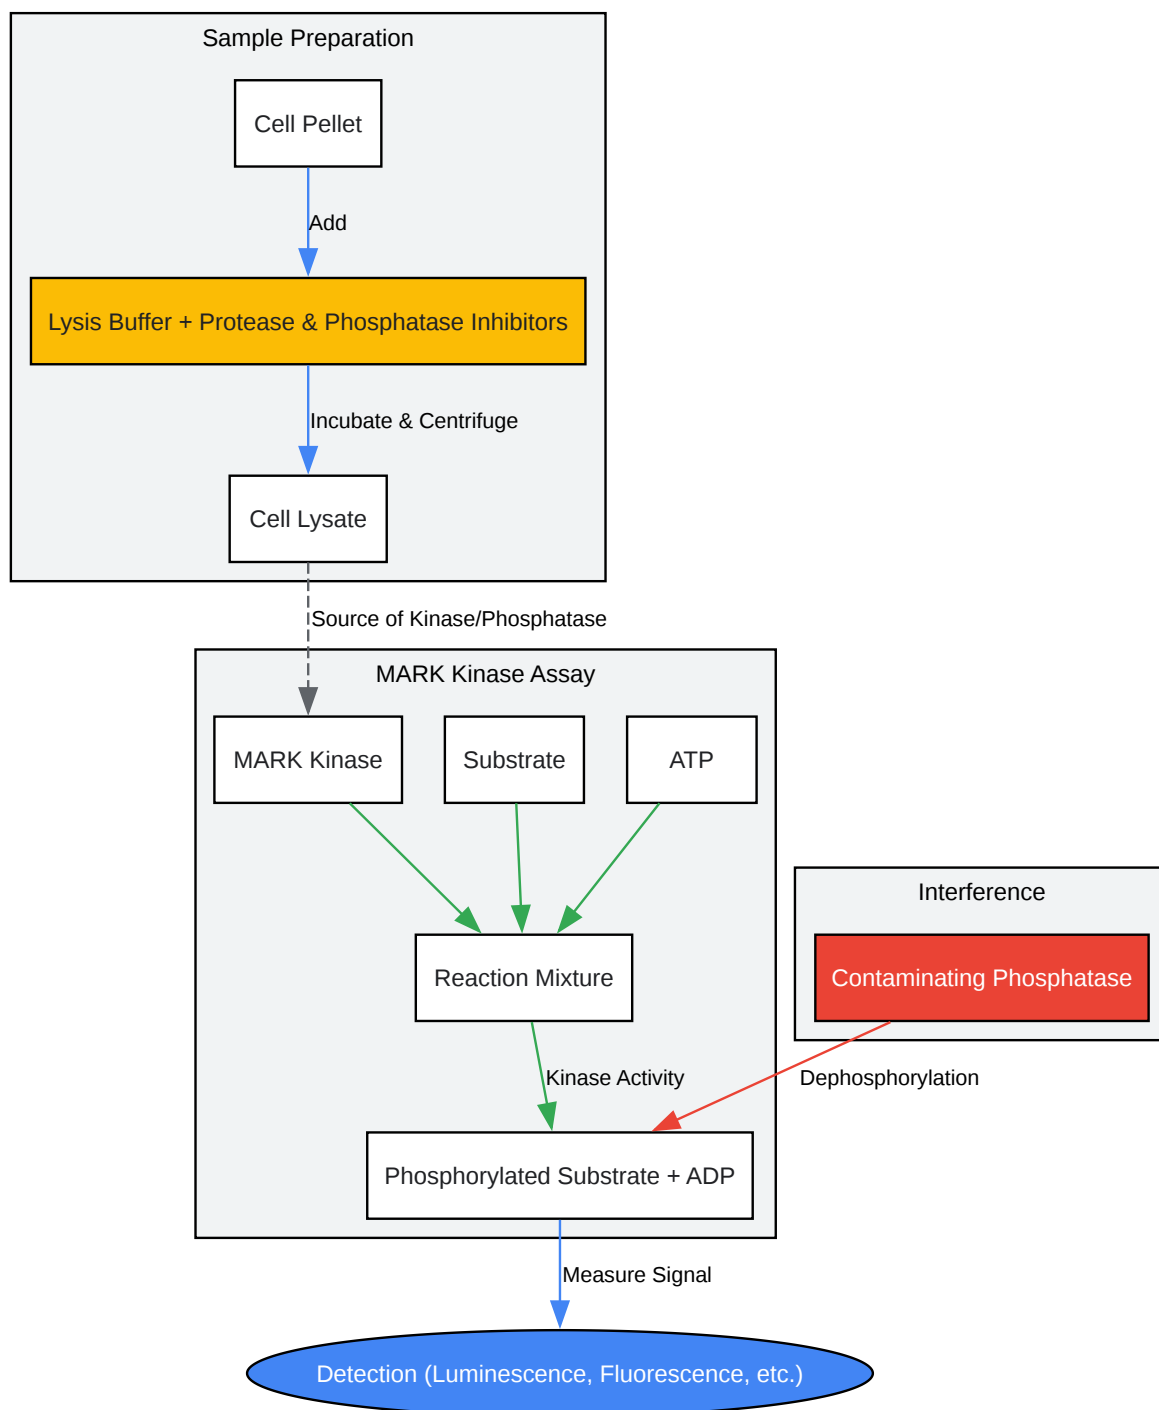 Sample Preparation
Cell Pellet
Add
Lysis Buffer + Protease & Phosphatase Inhibitors
Incubate & Centrifuge
Cell Lysate
Source of Kinase/Phosphatase
MARK Kinase Assay
MARK Kinase
Substrate
ATP
Interference
Reaction Mixture
Contaminating Phosphatase
Kinase Activity
Dephosphorylation
Phosphorylated Substrate + ADP
Measure Signal
Detection (Luminescence, Fluorescence, etc.)